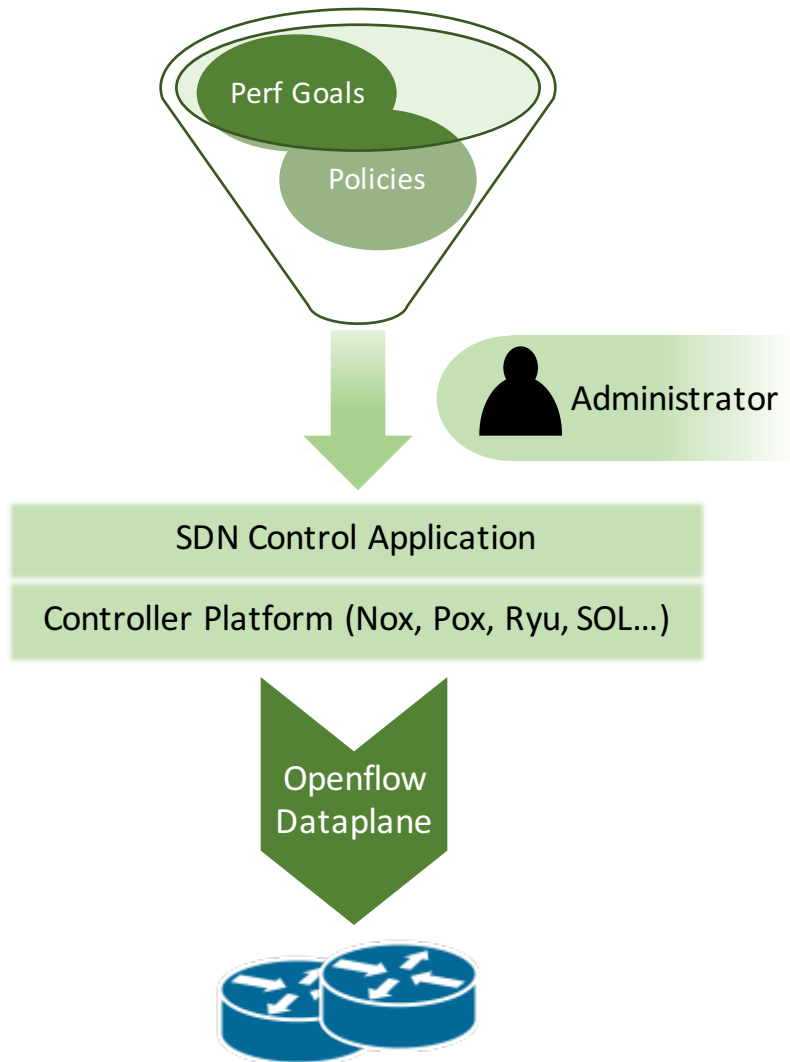 Perf Goals
Policies
Administrator
SDN Control Application
Controller Platform (Nox, Pox, Ryu, SOL...)
Openflow
Dataplane